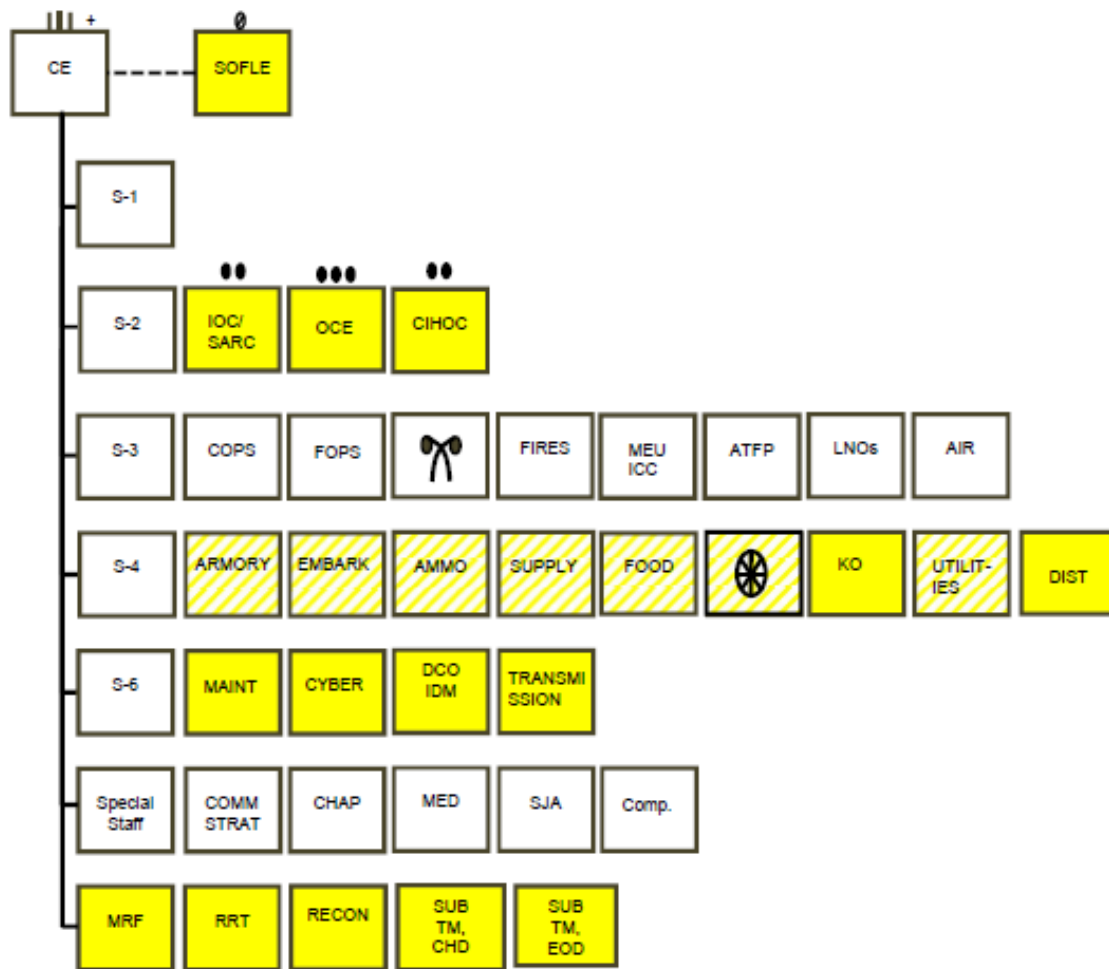 +
CE
SOFLE
S-1
S-2
IOC/
SARC
OCE
CIHOC
S-3
COPS
FOPS
FIRES
MEU
ICC
ATFP
LNOs
AIR
S-4
ARMORY
EMBARK
AMMO
SUPPLY
FOOD
KO
UTILIT-
IES
DIST
S-6
MAINT
CYBER
DCO
IDM
TRANSMI
SSION
Special
Staff
COMM
STRAT
CHAP
MED
SJA
Comp.
MRF
RRT
RECON
SUB
TM,
CHD
SUB
TM,
EOD